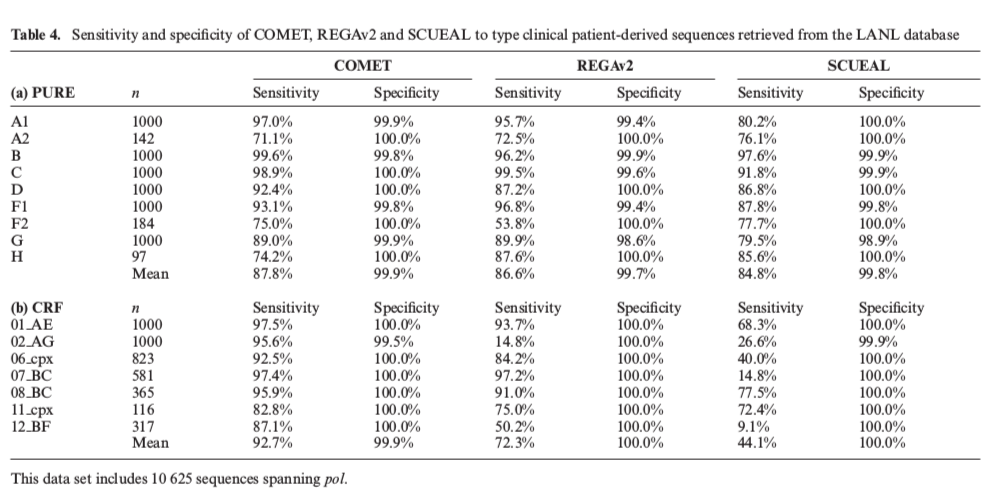 Table 4. Sensitivity and specificity of COMET, REGAv2 and SCUEAL to type clinical patient-derived sequences retrieved from the LANL database
COMET REGAv2 SCUEAL
(a) PURE n Sensitivity Specificity Sensitivity Specificity Sensitivity Specificity
A1 1000 97.0% 99.9% 95.7% 99.4% 80.2% 100.0%
A2 142 71.1% 100.0% 72.5% 100.0% 76.1% 100.0%
B 1000 99.6% 99.8% 96.2% 99.9% 97.6% 99.9%
C 1000 98.9% 100.0% 99.5% 99.6% 91.8% 99.9%
D 1000 92.4% 100.0% 87.2% 100.0% 86.8% 100.0%
F1 1000 93.1% 99.8% 96.8% 99.4% 87.8% 99.8%
F2 184 75.0% 100.0% 53.8% 100.0% 77.7% 100.0%
G 1000 89.0% 99.9% 89.9% 98.6% 79.5% 98.9%
H 97 74.2% 100.0% 87.6% 100.0% 85.6% 100.0%
Mean 87.8% 99.9% 86.6% 99.7% 84.8% 99.8%
(b) CRF n Sensitivity Specificity Sensitivity Specificity Sensitivity Specificity
01_AE 1000 97.5% 100.0% 93.7% 100.0% 68.3% 100.0%
02_AG 1000 95.6% 99.5% 14.8% 100.0% 26.6% 99.9%
06_cpx 823 92.5% 100.0% 84.2% 100.0% 40.0% 100.0%
07_BC 581 97.4% 100.0% 97.2% 100.0% 14.8% 100.0%
08_BC 365 95.9% 100.0% 91.0% 100.0% 77.5% 100.0%
11_cpx 116 82.8% 100.0% 75.0% 100.0% 72.4% 100.0%
12_BF 317 87.1% 100.0% 50.2% 100.0% 9.1% 100.0%
Mean 92.7% 99.9% 72.3% 100.0% 44.1% 100.0%
This data set includes 10 625 sequences spanning pol.